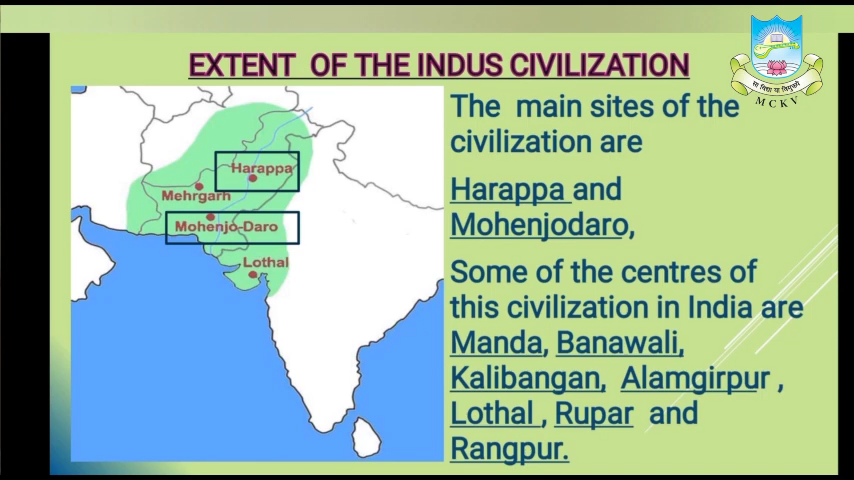 EXTENT OF THE INDUS CIVILIZATION
M C K V
Harappa
Mehrgarh
Mohenjo-Daro
Lothal
The main sites of the
civilization are
Harappa and
Mohenjodaro,
Some of the centres of
this civilization in India are
Manda, Banawali,
Kalibangan, Alamgirpur ,
Lothal , Rupar and
Rangpur.